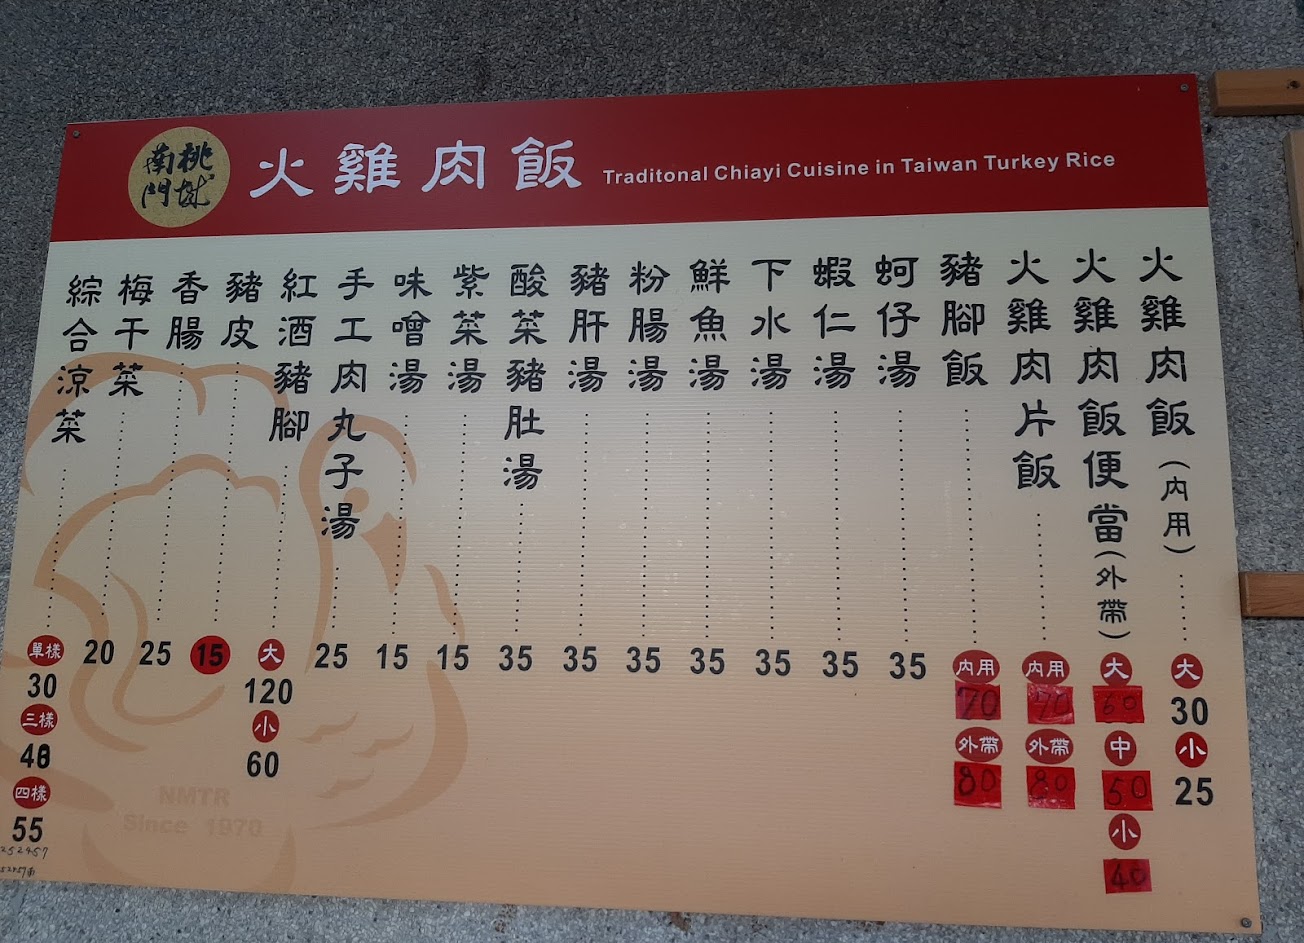 桃城
南門
火雞肉飯
Traditonal Chiayi Cuisine in Taiwan Turkey Rice
火雞肉飯(內用)
大
30
小
25
火雞肉飯便當(外帶)
大
60
中
50
小
40
火雞肉片飯
內用
70
外帶
80
豬腳飯
內用
70
外帶
80
蚵仔湯
35
蝦仁湯
35
下水湯
35
鮮魚湯
35
粉腸湯
35
豬肝湯
35
酸菜豬肚湯
35
紫菜湯
15
味噌湯
15
手工肉丸子湯
25
紅酒豬腳
大
120
小
60
豬皮
15
香腸
25
梅干菜
20
綜合涼菜
單樣
30
三樣
48
四樣
55
NMTR
Since 1970